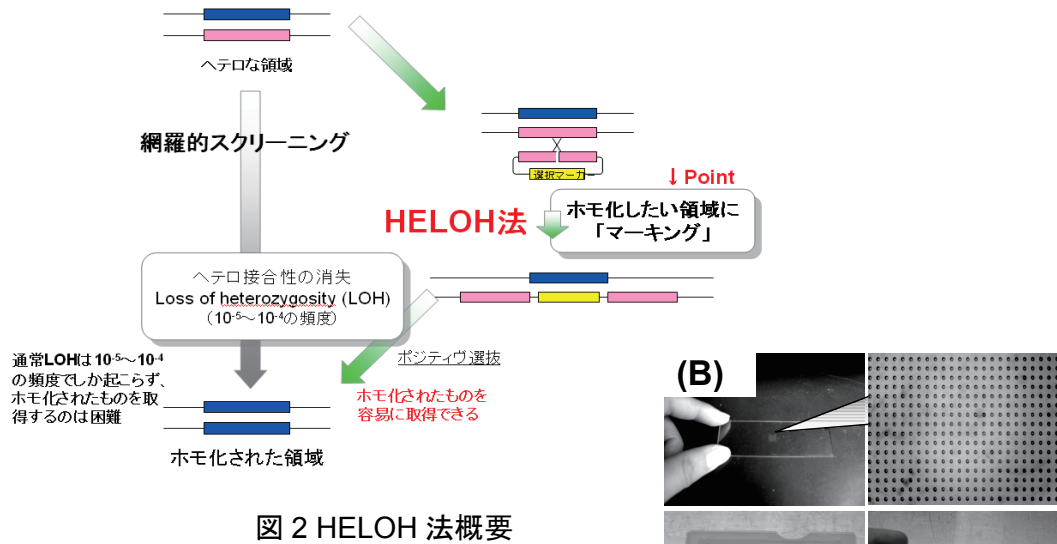 ヘテロな領域
網羅的スクリーニング
選択マーカー
↓ Point
HELOH法
ホモ化したい領域に
「マーキング」
ヘテロ接合性の消失
Loss of heterozygosity (LOH)
（10⁻⁵～10⁻⁴の頻度）
通常LOHは10⁻⁵～10⁻⁴
の頻度でしか起こらず、
ホモ化されたものを取
得するのは困難
ポジティヴ選抜
ホモ化されたものを
容易に取得できる
ホモ化された領域
(B)
図 2 HELOH 法概要